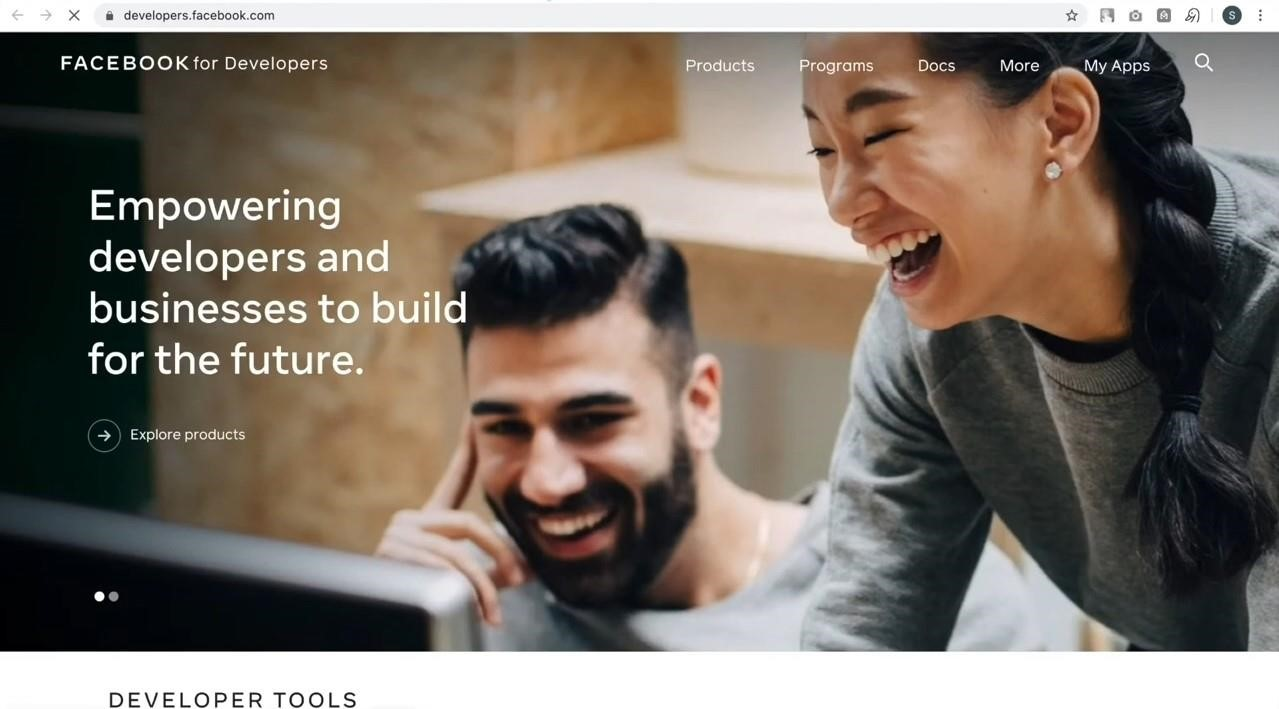 developers.facebook.com
S
FACEBOOK for Developers
Products Programs Docs More My Apps
Empowering
developers and
businesses to build
for the future.
Explore products
DEVELOPER TOOLS